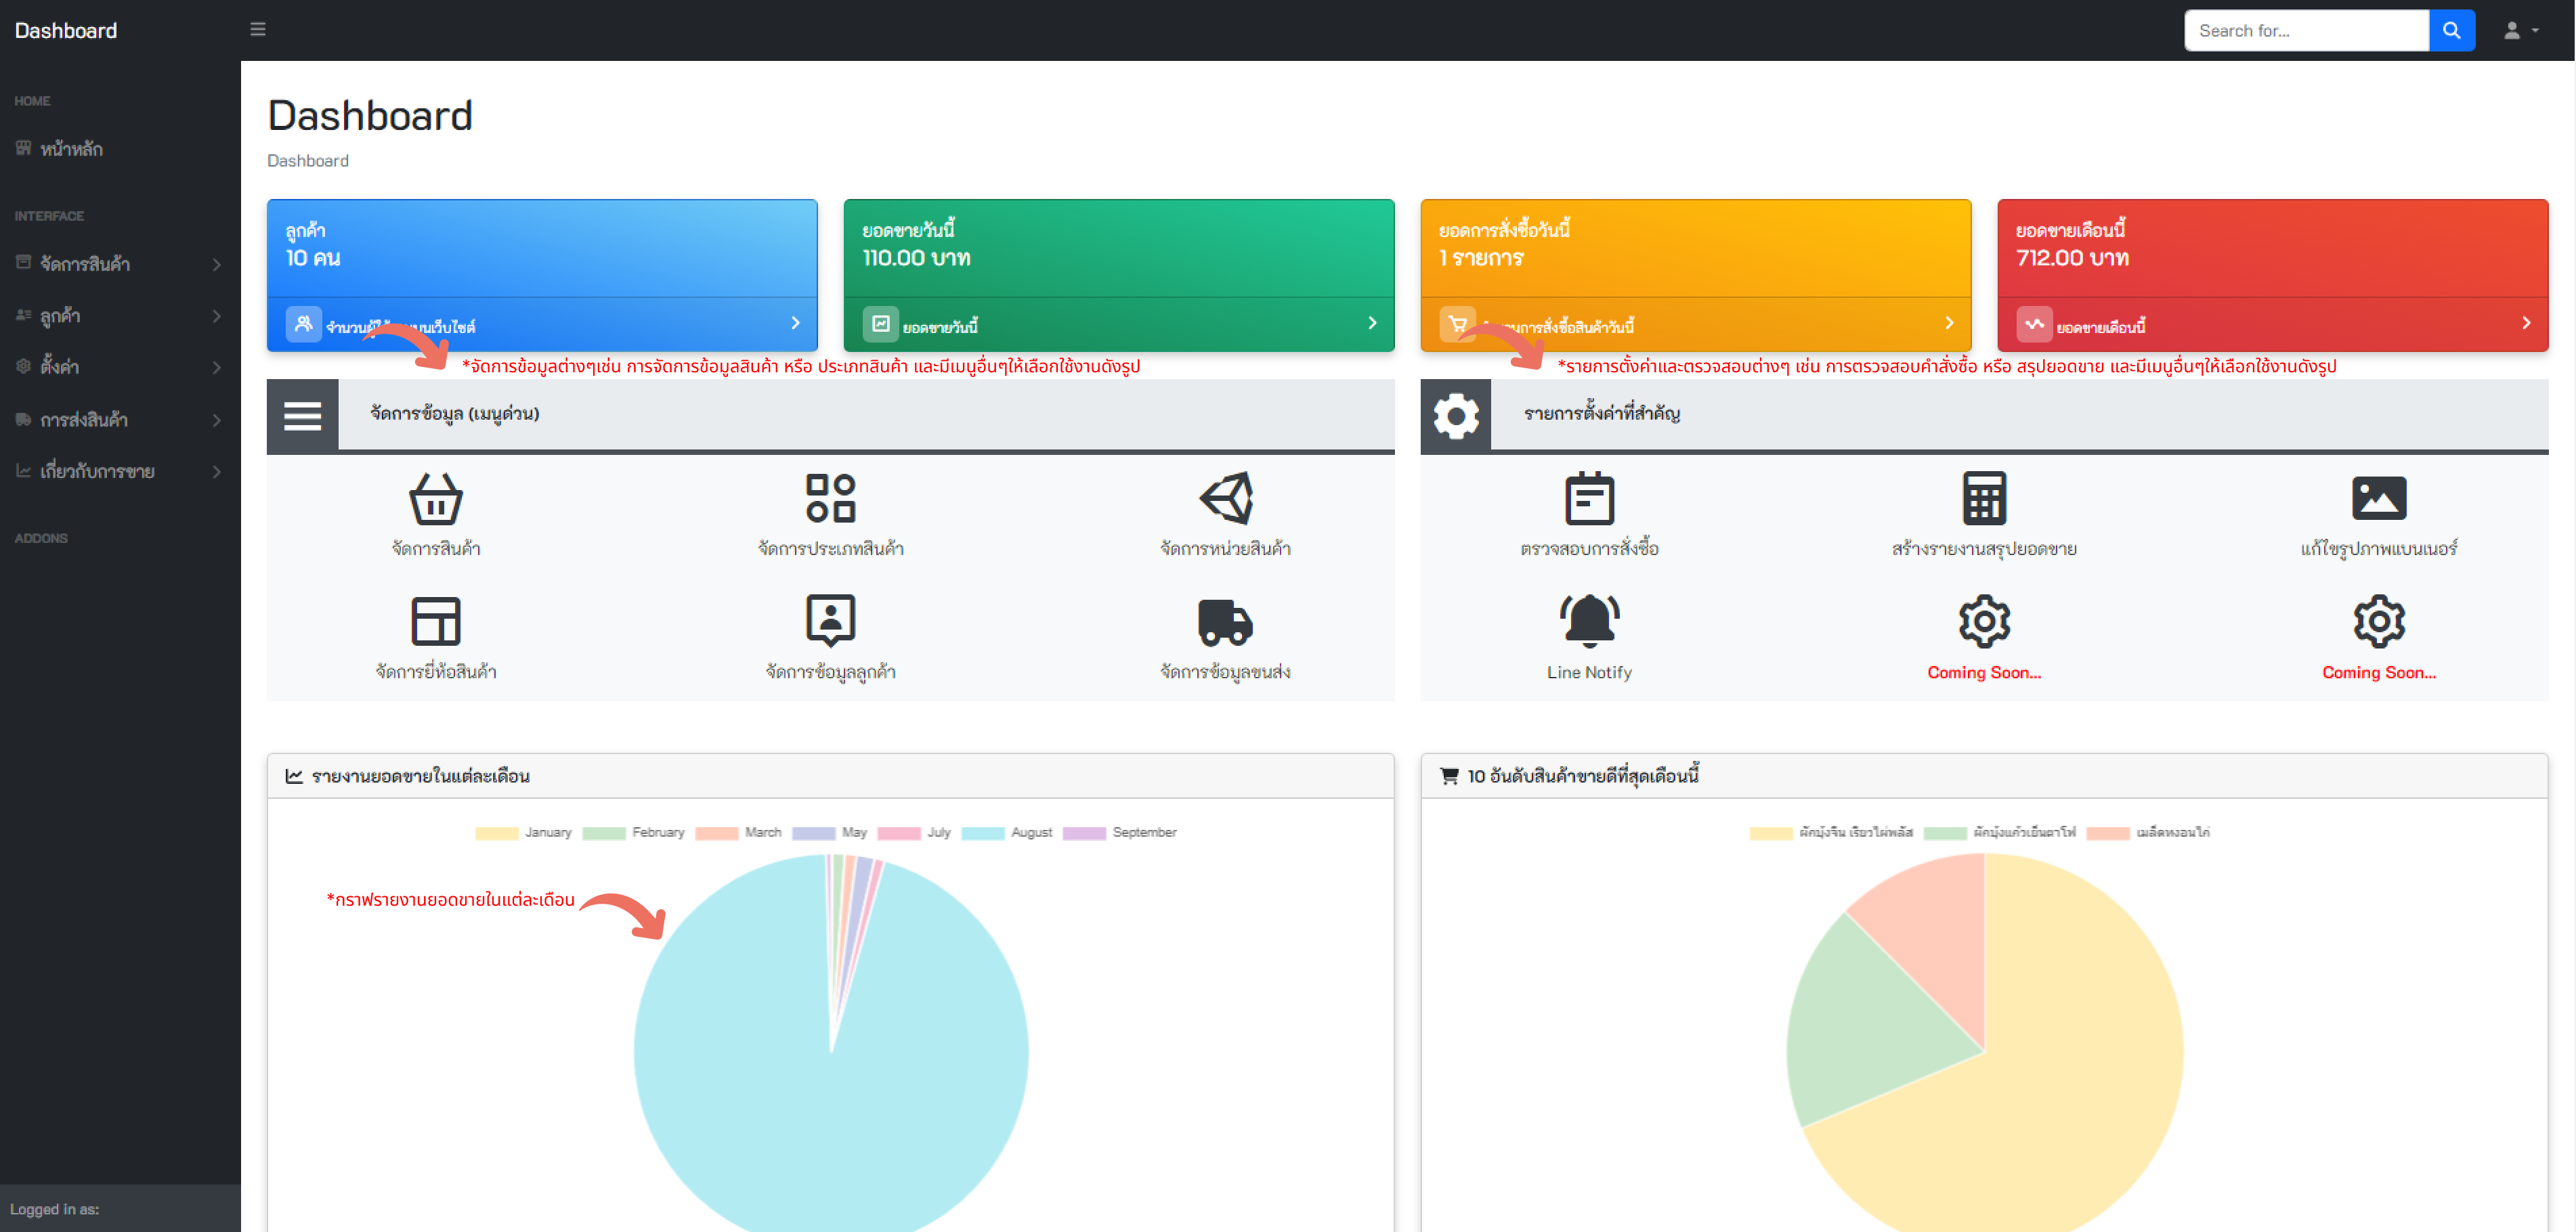 Dashboard
Search for...
HOME
หน้าหลัก
INTERFACE
จัดการสินค้า
ลูกค้า
ตั้งค่า
การส่งสินค้า
เกี่ยวกับการขาย
ADDONS
Logged in as:
Dashboard
Dashboard
ลูกค้า
10 คน
ยอดขายวันนี้
110.00 บาท
ยอดขายวันนี้
ยอดการสั่งซื้อวันนี้
1 รายการ
การสั่งซื้อสินค้าวันนี้
ยอดขายเดือนนี้
712.00 บาท
ยอดขายเดือนนี้
*จัดการข้อมูลต่างๆเช่น การจัดการข้อมูลสินค้า หรือ ประเภทสินค้า และมีเมนูอื่นๆให้เลือกใช้งานดังรูป
*รายการตั้งค่าและตรวจสอบต่างๆ เช่น การตรวจสอบคำสั่งซื้อ หรือ สรุปยอดขาย และมีเมนูอื่นๆให้เลือกใช้งานดังรูป
จัดการข้อมูล (เมนูด่วน)
จัดการสินค้า
จัดการประเภทสินค้า
จัดการหน่วยสินค้า
จัดการยี่ห้อสินค้า
จัดการข้อมูลลูกค้า
จัดการข้อมูลขนส่ง
รายการตั้งค่าที่สำคัญ
ตรวจสอบการสั่งซื้อ
สร้างรายงานสรุปยอดขาย
แก้ไขรูปภาพแบนเนอร์
Line Notify
Coming Soon...
Coming Soon...
รายงานยอดขายในแต่ละเดือน
January February March May July August September
*กราฟรายงานยอดขายในแต่ละเดือน
10 อันดับสินค้าขายดีที่สุดเดือนนี้
ผักบุ้งจีน เรียวไผ่พลัส ผักบุ้งแก้วเย็นตาโฟ เมล็ดหงอนไก่